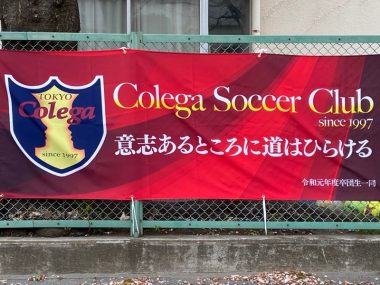 TOKYO
Colega
since 1997
Colega Soccer Club
since 1997
意志あるところに道はひらける
令和元年度卒団生一同